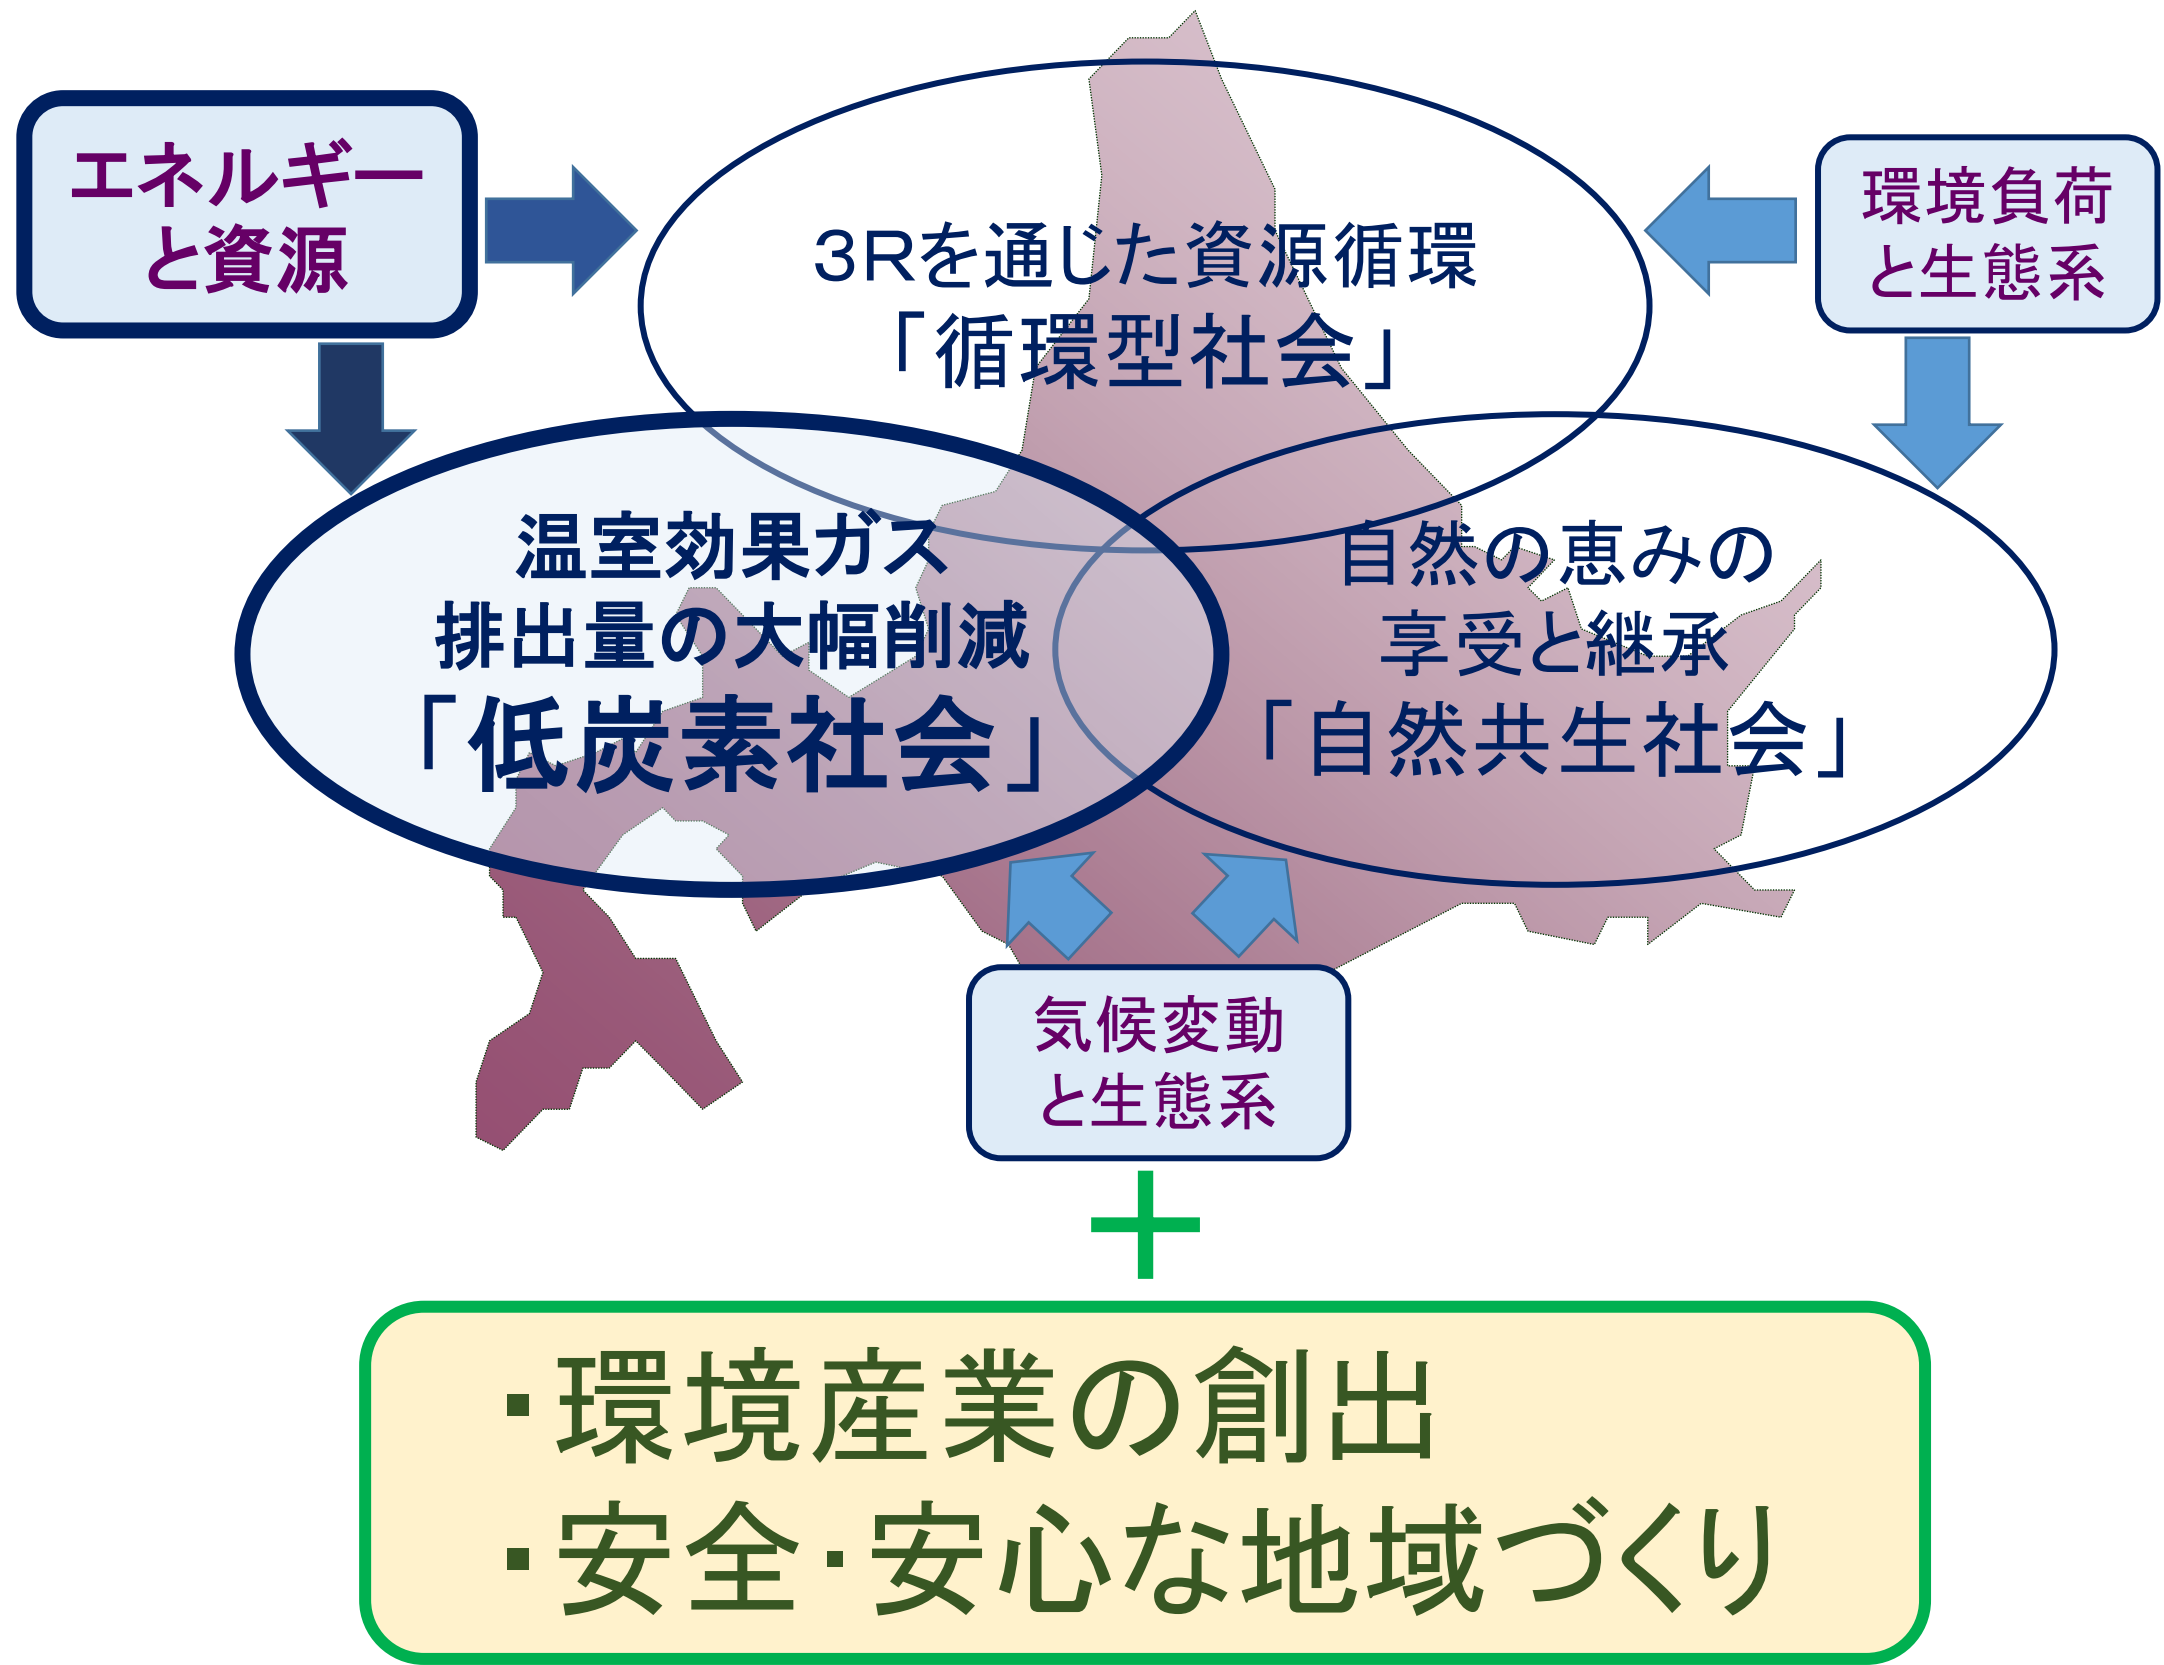 エネルギー
と資源
3Rを通じた資源循環
「循環型社会」
環境負荷
と生態系
温室効果ガス
排出量の大幅削減
「低炭素社会」
自然の恵みの
享受と継承
「自然共生社会」
気候変動
と生態系
+
・環境産業の創出
・安全・安心な地域づくり